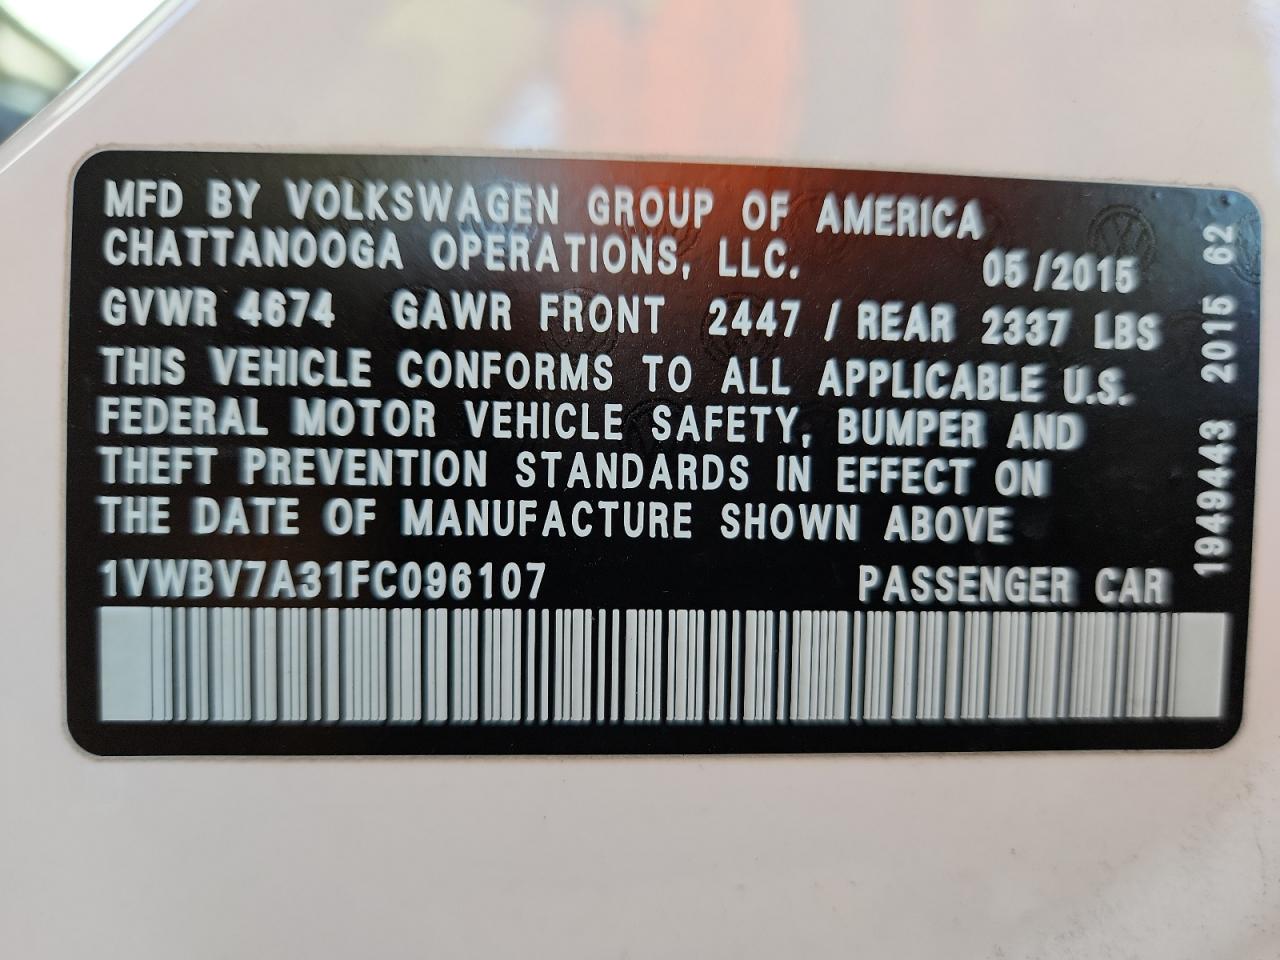 MFD BY VOLKSWAGEN GROUP OF AMERICA
CHATTANOOGA OPERATIONS, LLC. 05/2015
GVWR 4674 GAWR FRONT 2447 / REAR 2337 LBS
THIS VEHICLE CONFORMS TO ALL APPLICABLE U.S.
FEDERAL MOTOR VEHICLE SAFETY, BUMPER AND
THEFT PREVENTION STANDARDS IN EFFECT ON
THE DATE OF MANUFACTURE SHOWN ABOVE
1VWBV7A31FC096107 PASSENGER CAR
1949443 2015 62